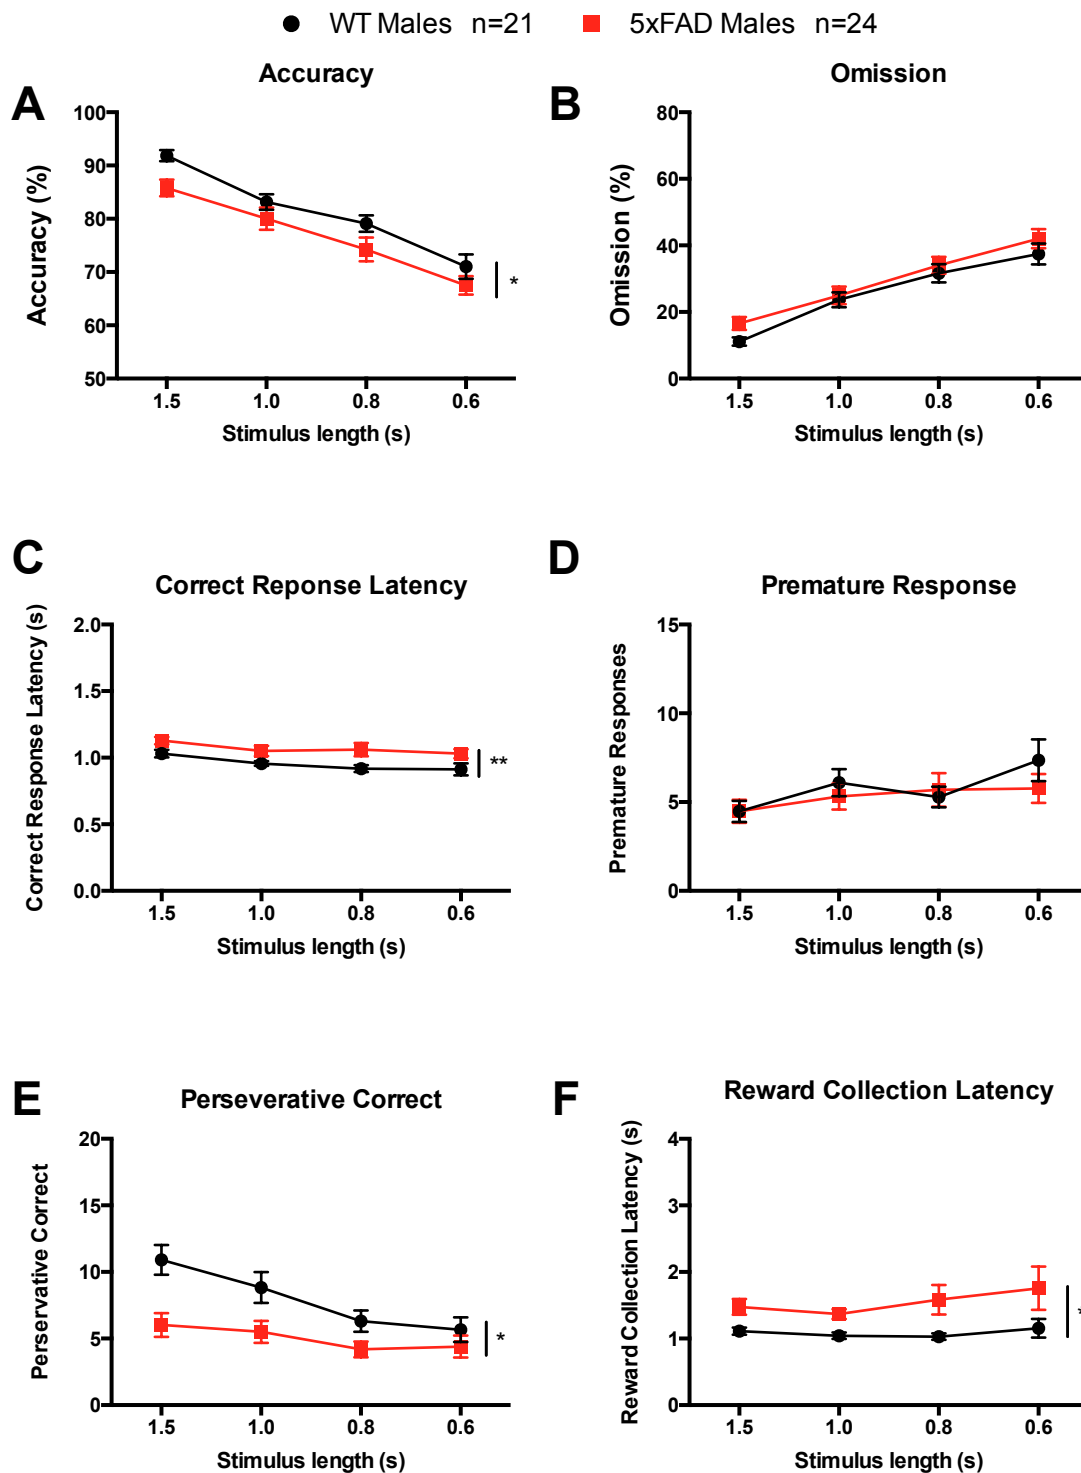 WT Males n=21 5xFAD Males n=24
A
Accuracy
Accuracy (%)
100
90
80
70
60
50
*
1.5 1.0 0.8 0.6
Stimulus length (s)
B
Omission
Omission (%)
80
60
40
20
0
1.5 1.0 0.8 0.6
Stimulus length (s)
C
Correct Reponse Latency
Correct Response Latency (s)
2.0
1.5
1.0
0.5
0.0
**
1.5 1.0 0.8 0.6
Stimulus length (s)
D
Premature Response
Premature Responses
15
10
5
0
1.5 1.0 0.8 0.6
Stimulus length (s)
E
Perseverative Correct
Perservative Correct
20
15
10
5
0
*
1.5 1.0 0.8 0.6
Stimulus length (s)
F
Reward Collection Latency
Reward Collection Latency (s)
4
3
2
1
0
*
1.5 1.0 0.8 0.6
Stimulus length (s)